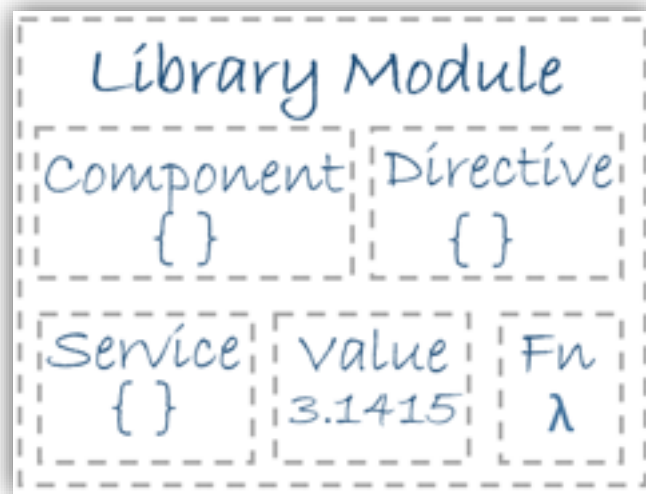 Library Module
Component
{ }
Directive
{ }
Service
{ }
Value
3.1415
Fn
λ